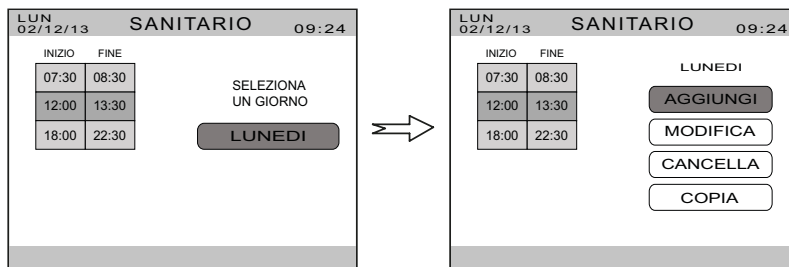 LUN
02/12/13 SANITARIO 09:24
INIZIO FINE
07:30 08:30
12:00 13:30
18:00 22:30
SELEZIONA
UN GIORNO
LUNEDI
LUN
02/12/13 SANITARIO 09:24
INIZIO FINE
07:30 08:30
12:00 13:30
18:00 22:30
LUNEDI
AGGIUNGI
MODIFICA
CANCELLA
COPIA